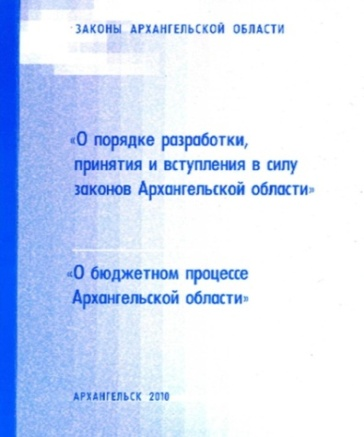 ЗАКОНЫ АРХАНГЕЛЬСКОЙ ОБЛАСТИ
«О порядке разработки,
принятия и вступления в силу
законов Архангельской области»
«О бюджетном процессе
Архангельской области»
АРХАНГЕЛЬСК 2010